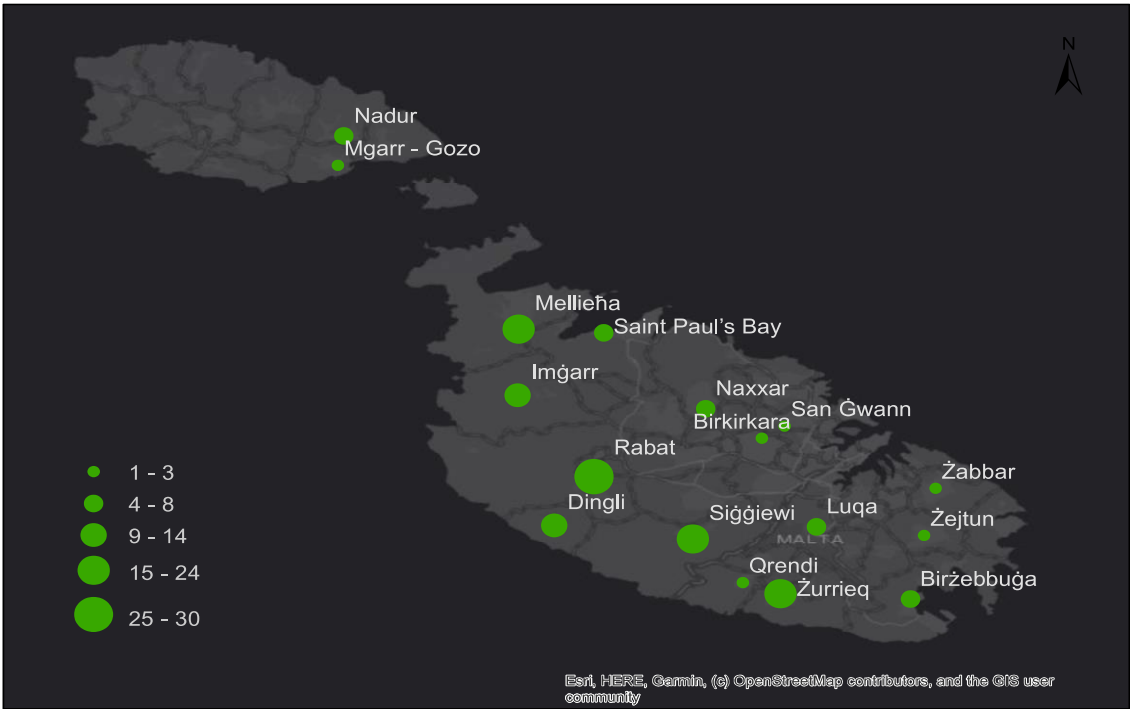 N
Nadur
Mgarr - Gozo
Mellieħa
Saint Paul's Bay
Imġarr
Naxxar
San Ġwann
Birkirkara
Rabat
Żabbar
Dingli
Siġġiewi
Luqa
Żejtun
MALTA
Qrendi
Żurrieq
Birżebbuġa
1 - 3
4 - 8
9 - 14
15 - 24
25 - 30
Esri, HERE, Garmin, (c) OpenStreetMap contributors, and the GIS user
community